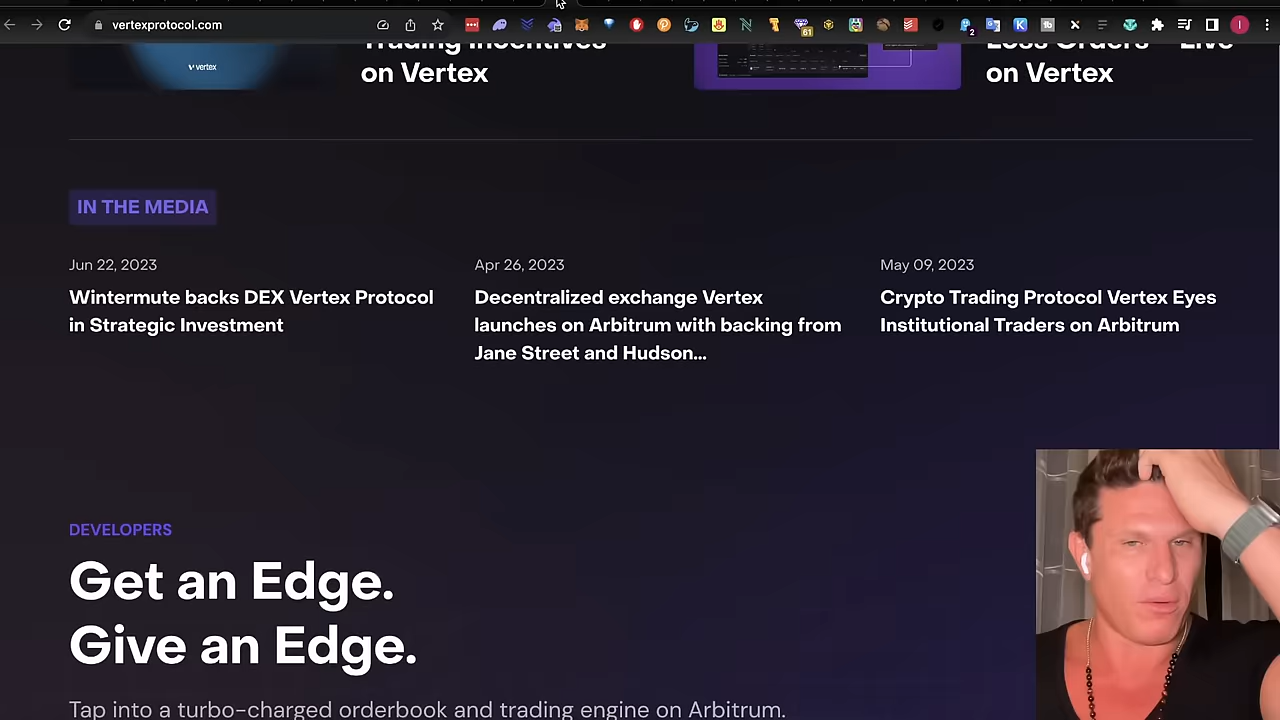 vertexprotocol.com
61
2
Trading Incentives
on Vertex
vertex
Loss Orders – Live
on Vertex
IN THE MEDIA
Jun 22, 2023
Wintermute backs DEX Vertex Protocol
in Strategic Investment
Apr 26, 2023
Decentralized exchange Vertex
launches on Arbitrum with backing from
Jane Street and Hudson...
May 09, 2023
Crypto Trading Protocol Vertex Eyes
Institutional Traders on Arbitrum
DEVELOPERS
Get an Edge.
Give an Edge.
Tap into a turbo-charged orderbook and trading engine on Arbitrum.